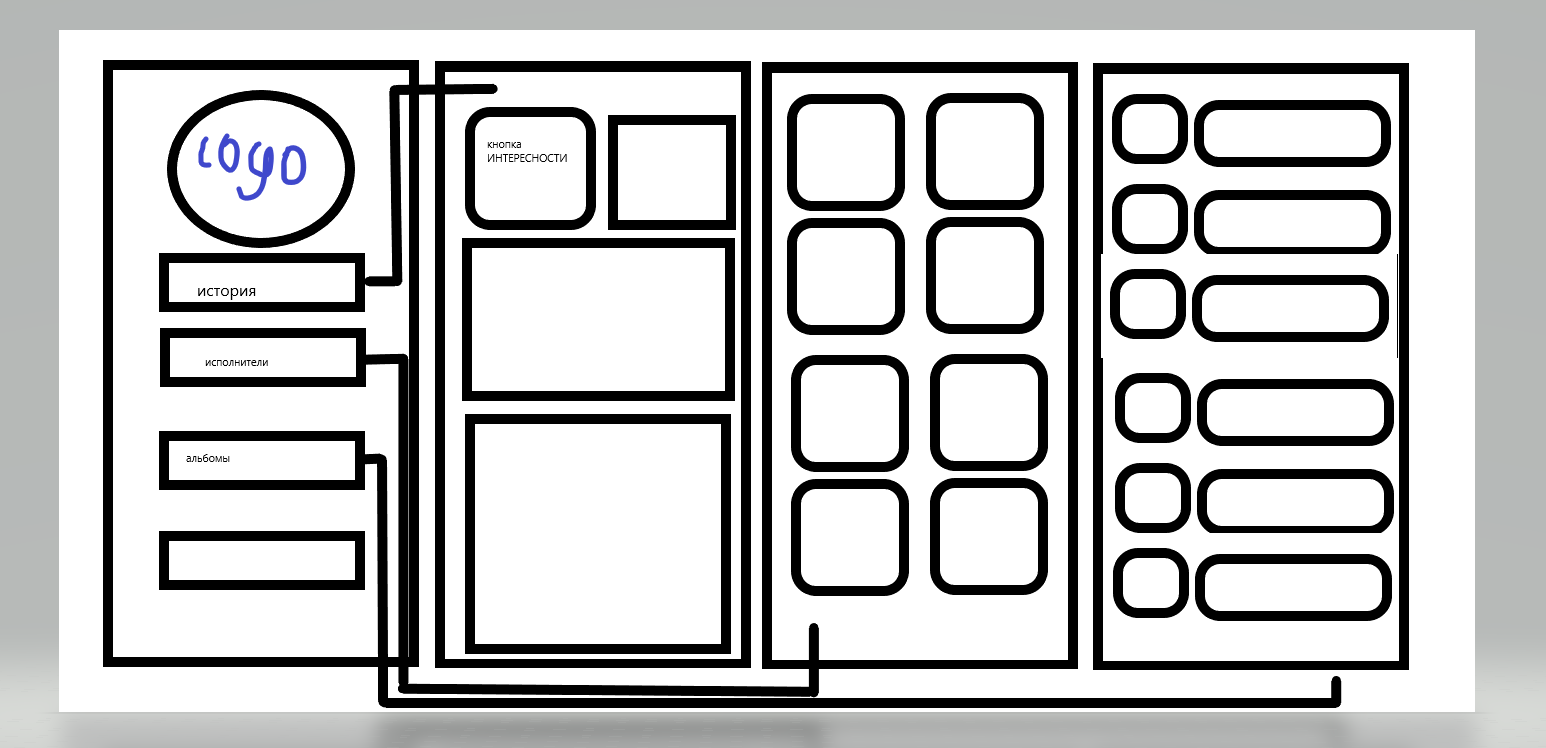 logo
история
исполнители
альбомы
кнопка
ИНТЕРЕСНОСТИ